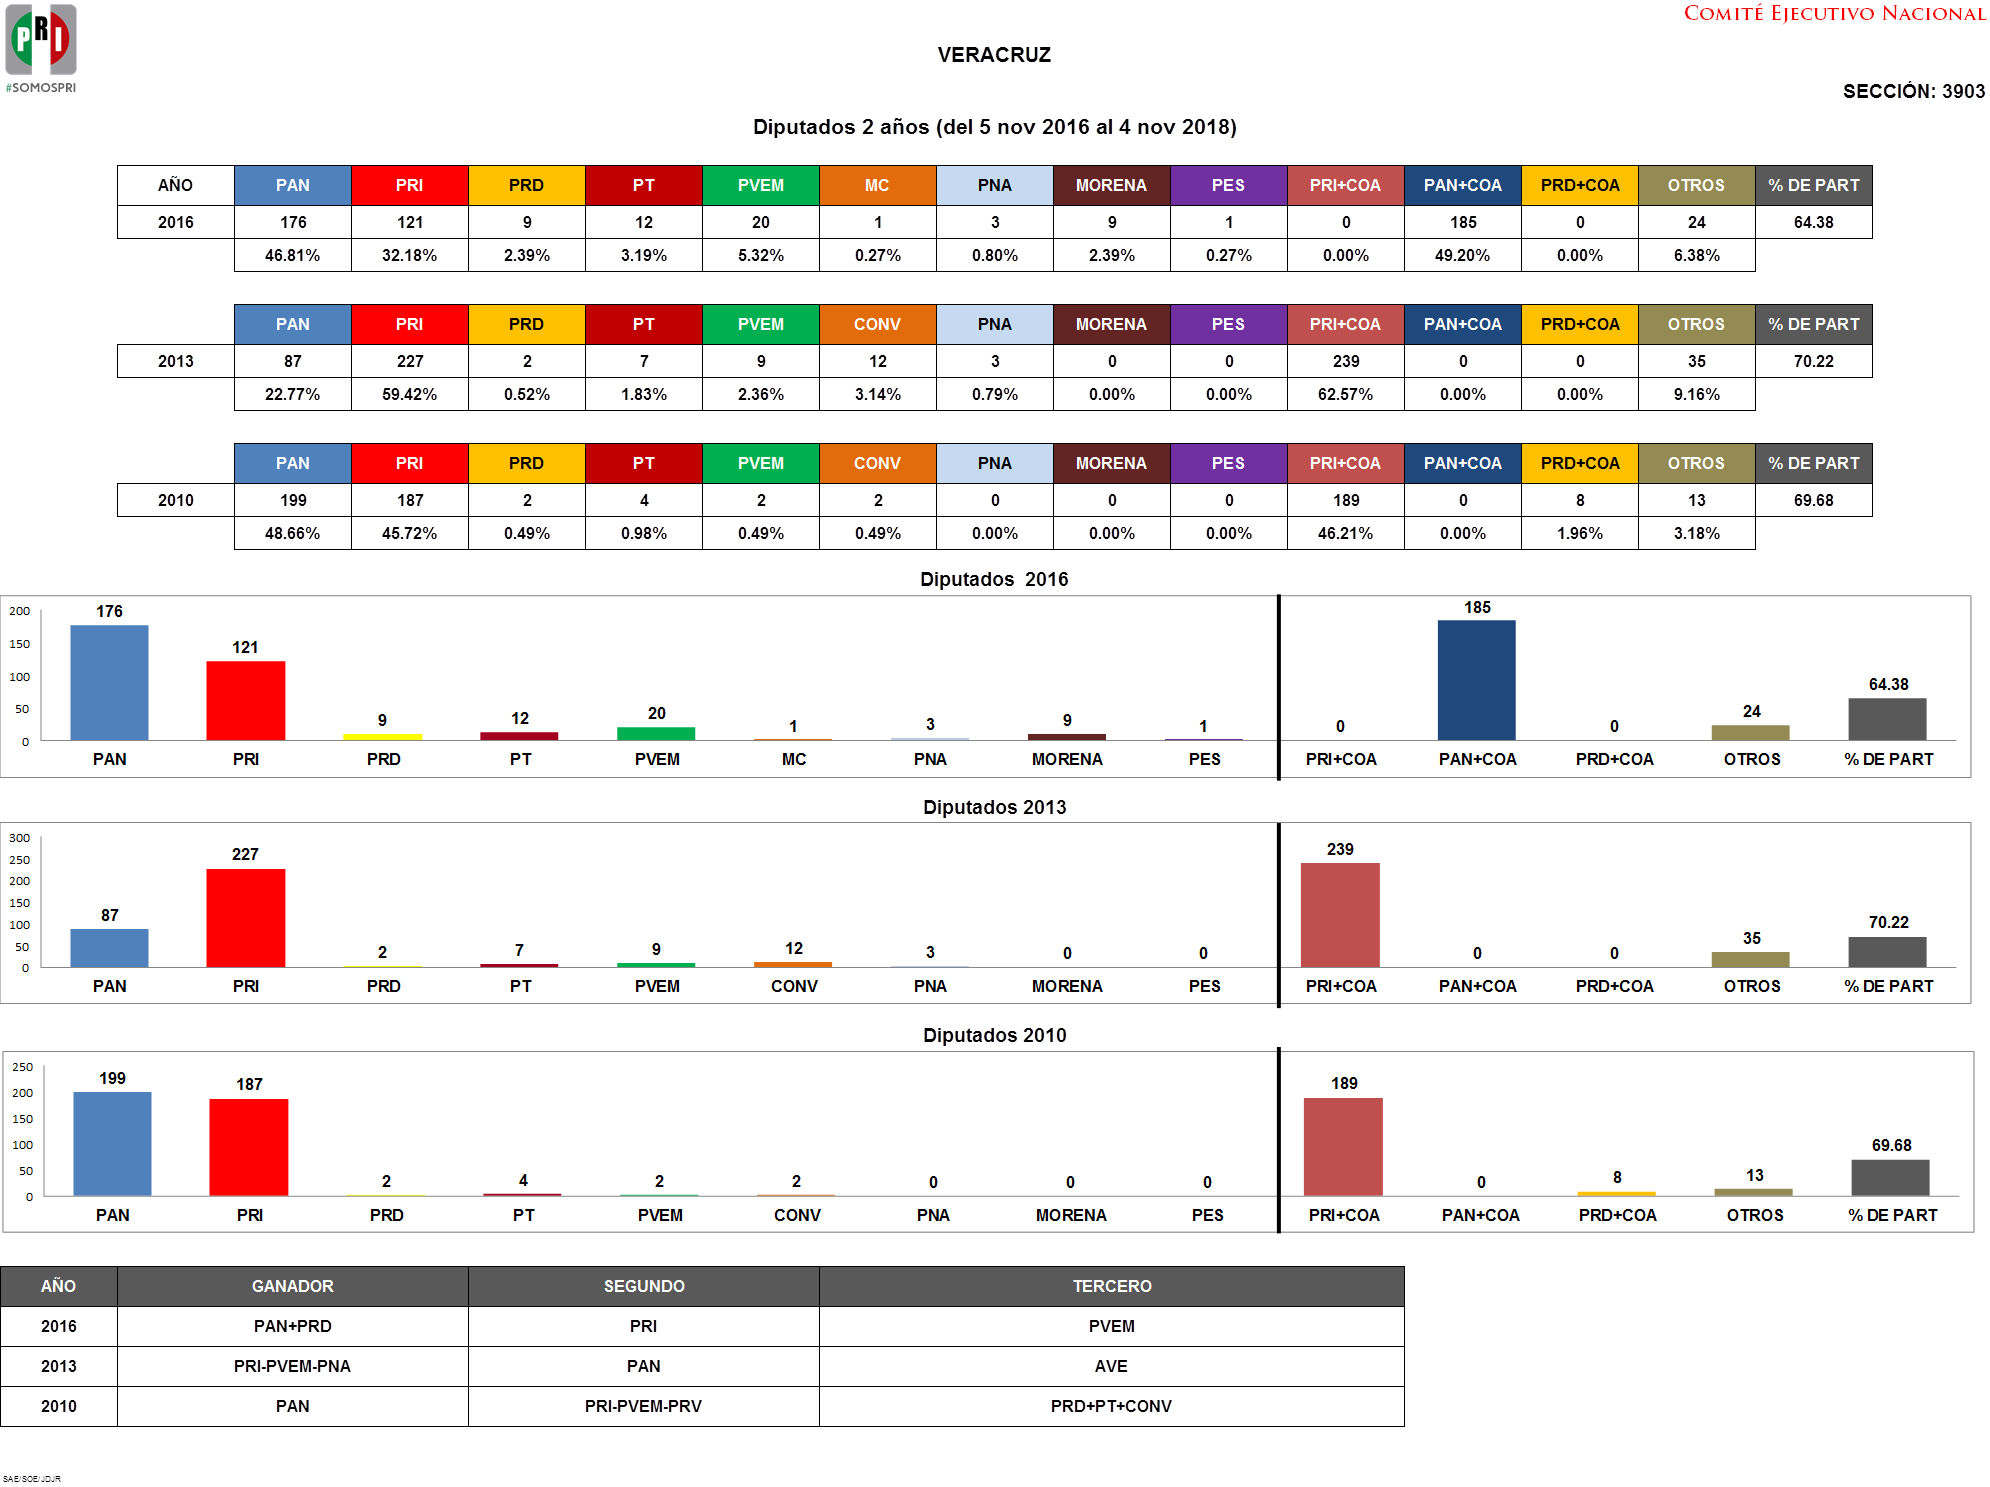 PRI
#SOMOSPRI
COMITÉ EJECUTIVO NACIONAL
VERACRUZ
SECCIÓN: 3903
Diputados 2 años (del 5 nov 2016 al 4 nov 2018)
AÑO PAN PRI PRD PT PVEM MC PNA MORENA PES PRI+COA PAN+COA PRD+COA OTROS % DE PART
2016 176 121 9 12 20 1 3 9 1 0 185 0 24 64.38
46.81% 32.18% 2.39% 3.19% 5.32% 0.27% 0.80% 2.39% 0.27% 0.00% 49.20% 0.00% 6.38%
PAN PRI PRD PT PVEM CONV PNA MORENA PES PRI+COA PAN+COA PRD+COA OTROS % DE PART
2013 87 227 2 7 9 12 3 0 0 239 0 0 35 70.22
22.77% 59.42% 0.52% 1.83% 2.36% 3.14% 0.79% 0.00% 0.00% 62.57% 0.00% 0.00% 9.16%
PAN PRI PRD PT PVEM CONV PNA MORENA PES PRI+COA PAN+COA PRD+COA OTROS % DE PART
2010 199 187 2 4 2 2 0 0 0 189 0 8 13 69.68
48.66% 45.72% 0.49% 0.98% 0.49% 0.49% 0.00% 0.00% 0.00% 46.21% 0.00% 1.96% 3.18%
Diputados 2016
200
150
100
50
0
176 121 9 12 20 1 3 9 1 0 185 0 24 64.38
PAN PRI PRD PT PVEM MC PNA MORENA PES PRI+COA PAN+COA PRD+COA OTROS % DE PART
Diputados 2013
300
250
200
150
100
50
0
87 227 2 7 9 12 3 0 0 239 0 0 35 70.22
PAN PRI PRD PT PVEM CONV PNA MORENA PES PRI+COA PAN+COA PRD+COA OTROS % DE PART
Diputados 2010
250
200
150
100
50
0
199 187 2 4 2 2 0 0 0 189 0 8 13 69.68
PAN PRI PRD PT PVEM CONV PNA MORENA PES PRI+COA PAN+COA PRD+COA OTROS % DE PART
AÑO GANADOR SEGUNDO TERCERO
2016 PAN+PRD PRI PVEM
2013 PRI-PVEM-PNA PAN AVE
2010 PAN PRI-PVEM-PRV PRD+PT+CONV
SAE/SOE/JDJR